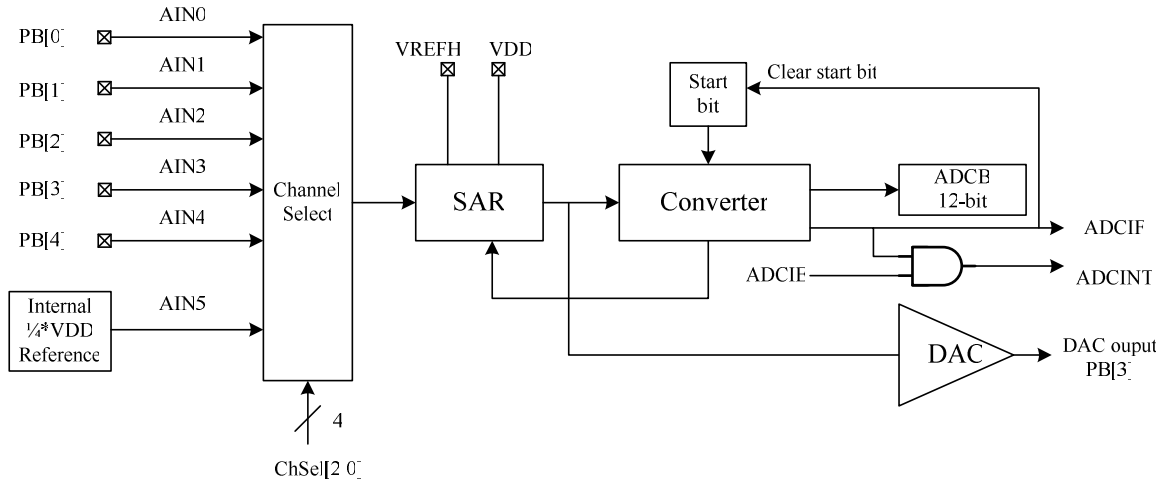 AIN0
PB[0]
AIN1
PB[1]
AIN2
PB[2]
AIN3
PB[3]
AIN4
PB[4]
AIN5
Internal
¼*VDD
Reference
Channel
Select
4
ChSel[2 0]
VREFH
VDD
SAR
Start
bit
Clear start bit
Converter
ADCB
12-bit
ADCIF
ADCIE
ADCINT
DAC
DAC ouput
PB[3]